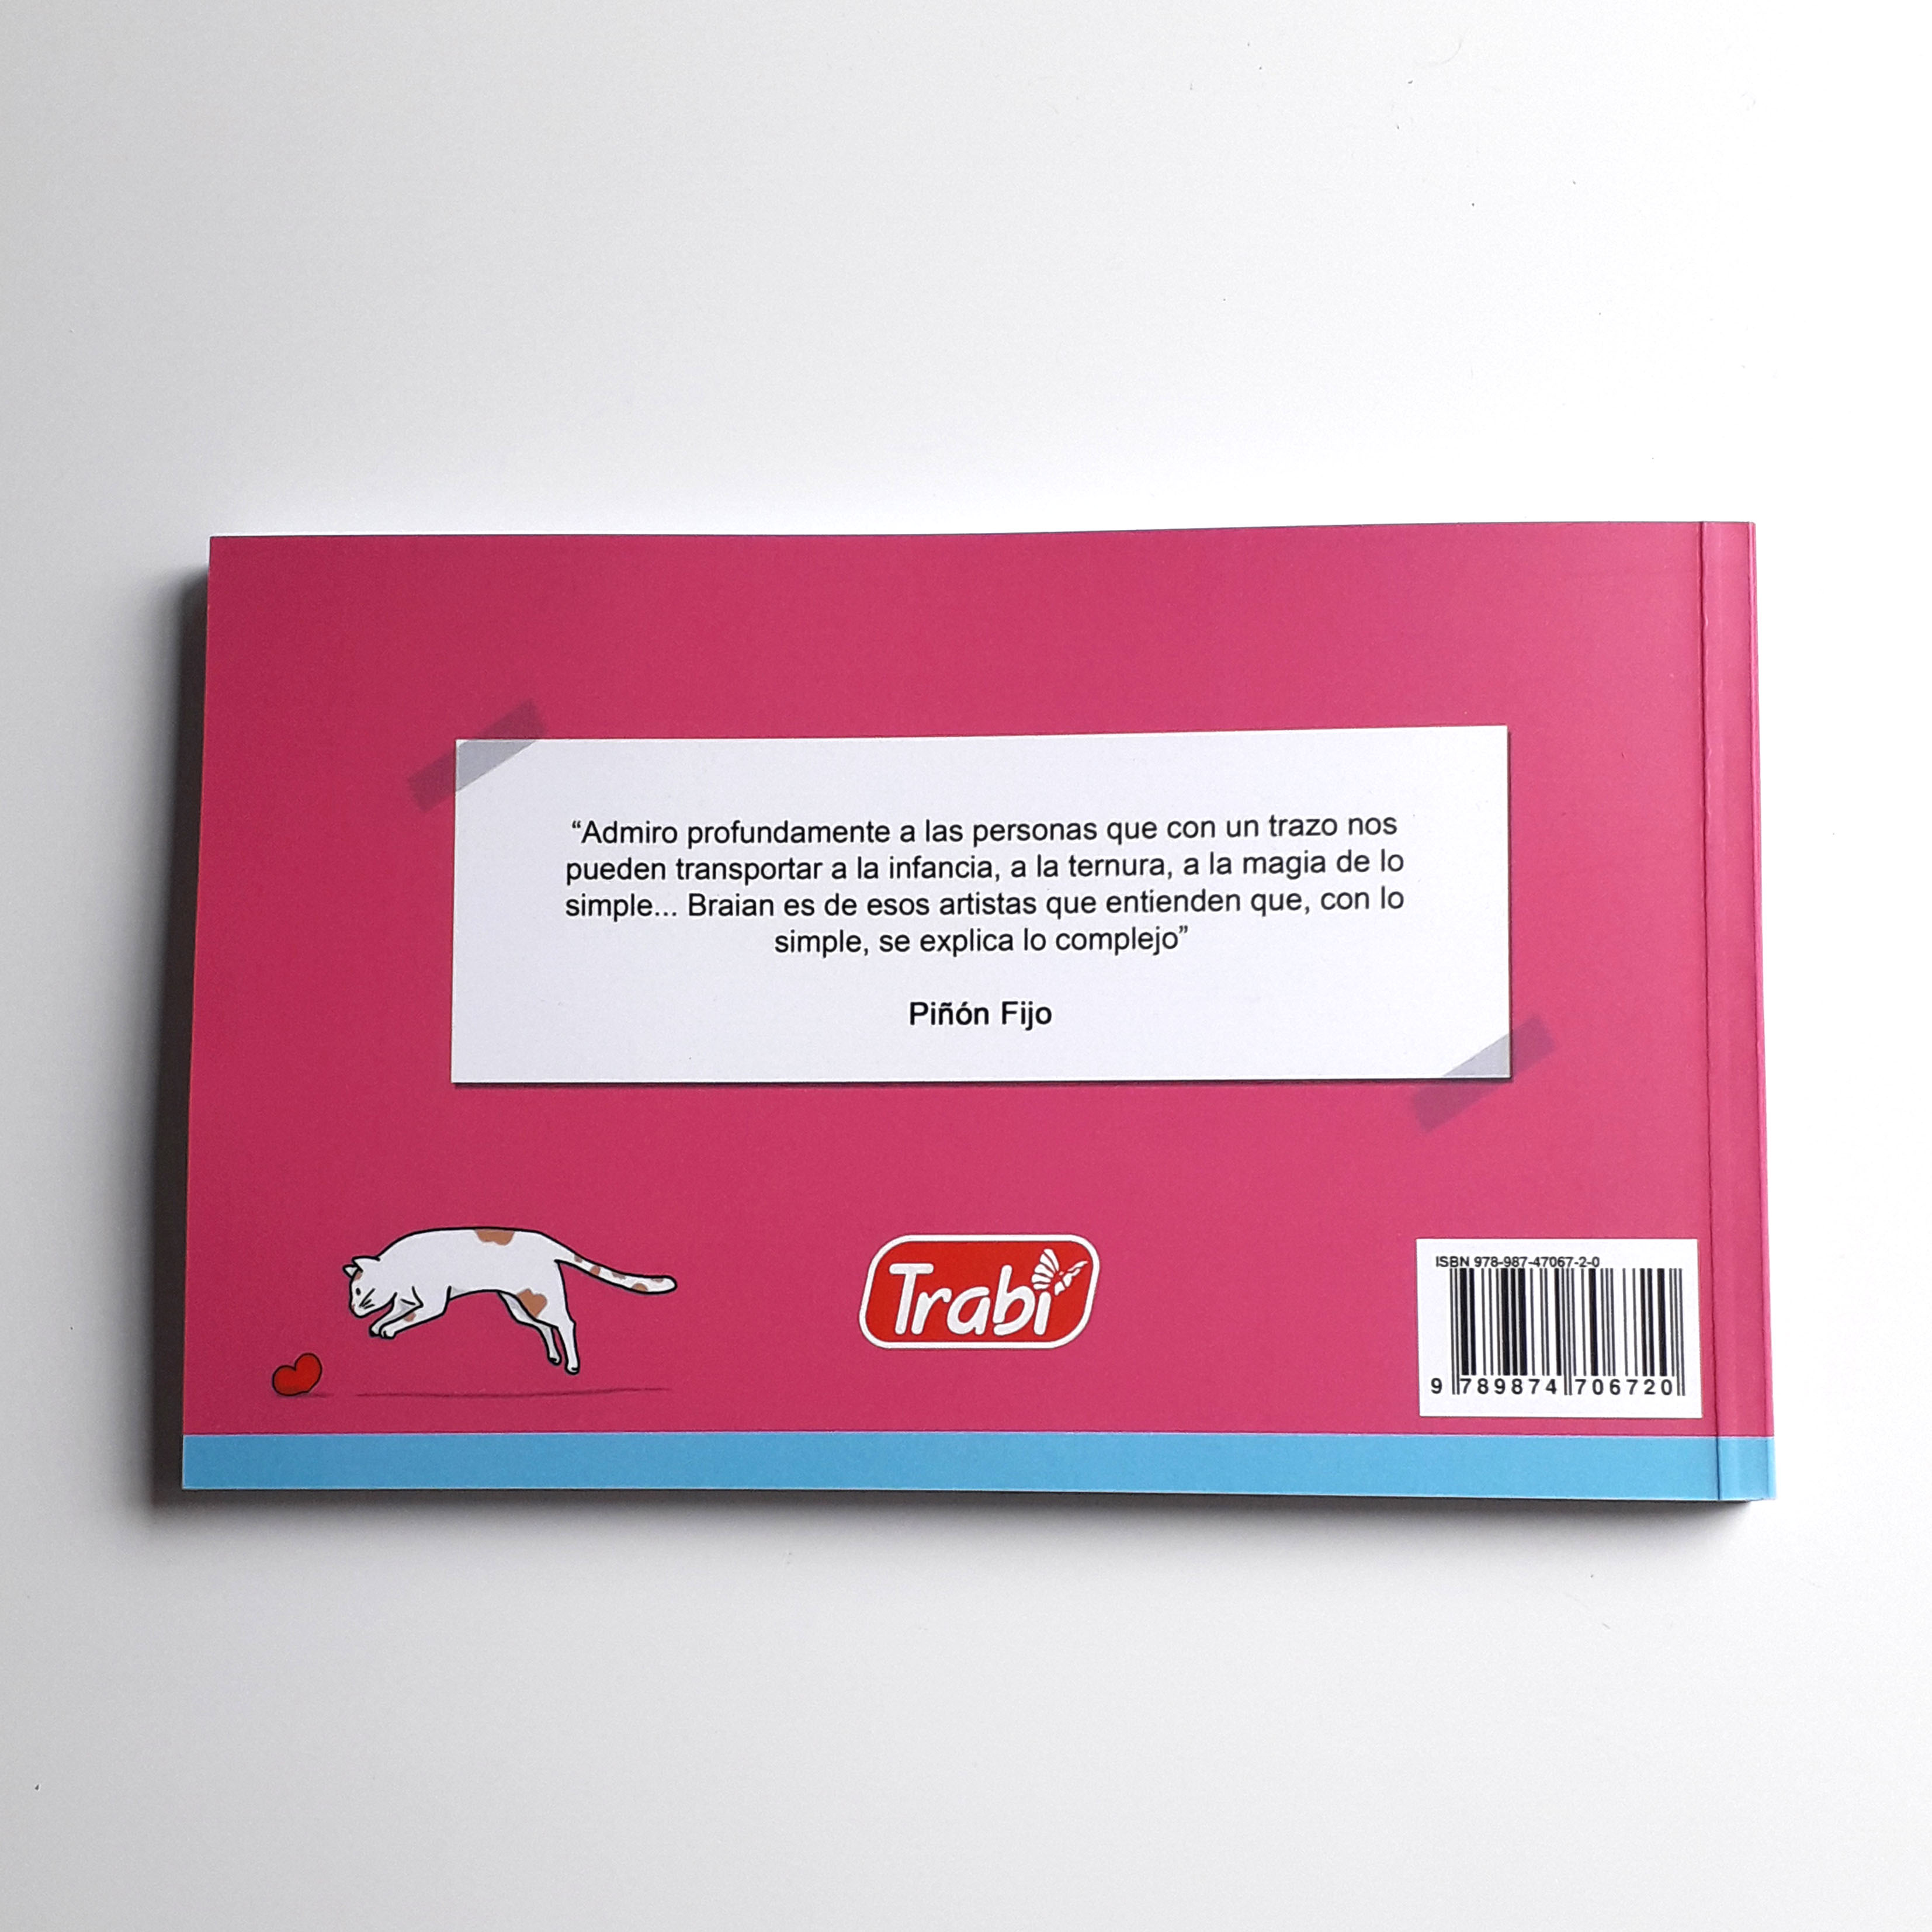 “Admiro profundamente a las personas que con un trazo nos
pueden transportar a la infancia, a la ternura, a la magia de lo
simple... Braian es de esos artistas que entienden que, con lo
simple, se explica lo complejo”
Piñón Fijo
Trabi
ISBN 978-987-47067-2-0
9 789874 706720